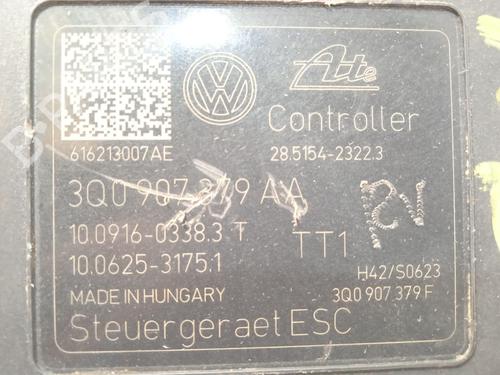 Ate
Controller
616213007AE
28.5154-2322.3
3Q0 907 379 AA
10.0916-0338.3 T
TT1
10.0625-3175.1
H42/S0623
MADE IN HUNGARY
3Q0 907 379 F
Steuergeraet ESC